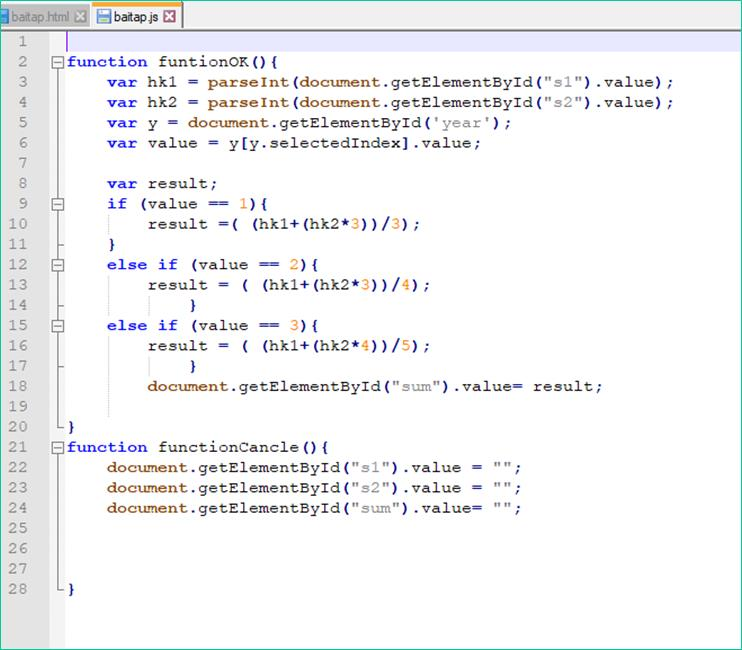 baitap.html baitap.js
1
2 function funtionOK(){
3 var hk1 = parseInt(document.getElementById("s1").value);
4 var hk2 = parseInt(document.getElementById("s2").value);
5 var y = document.getElementById('year');
6 var value = y[y.selectedIndex].value;
7
8 var result;
9 if (value == 1){
10 result =( (hk1+(hk2*3))/3);
11 }
12 else if (value == 2){
13 result = ( (hk1+(hk2*3))/4);
14 }
15 else if (value == 3){
16 result = ( (hk1+(hk2*4))/5);
17 }
18 document.getElementById("sum").value= result;
19
20 }
21 function functionCancle(){
22 document.getElementById("s1").value = "";
23 document.getElementById("s2").value = "";
24 document.getElementById("sum").value= "";
25
26
27
28 }